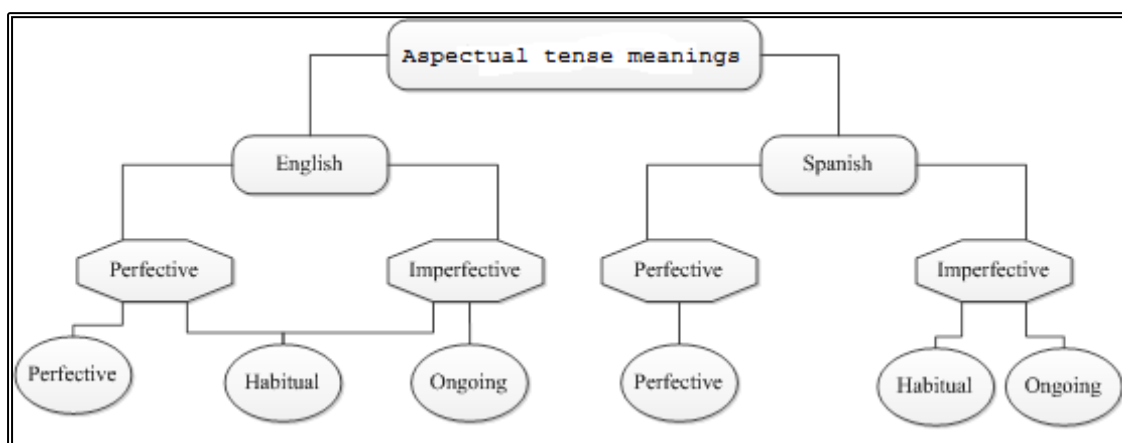 Aspectual tense meanings
English
Spanish
Perfective
Imperfective
Perfective
Imperfective
Perfective
Habitual
Ongoing
Perfective
Habitual
Ongoing